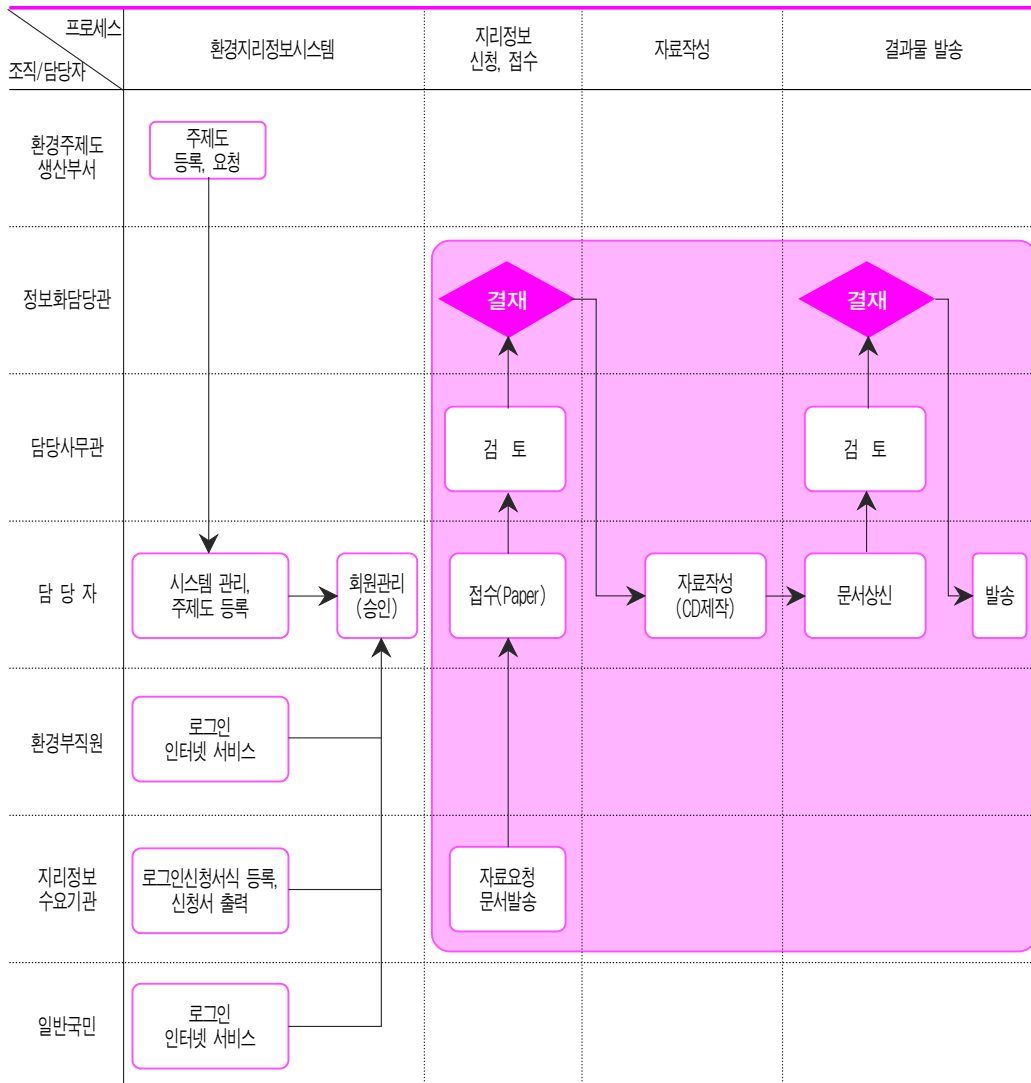 프로세스
조직/담당자
환경지리정보시스템
지리정보
신청, 접수
자료작성
결과물 발송
환경주제도
생산부서
주제도
등록, 요청
정보화담당관
결재
결재
담당사무관
검 토
검 토
담 당 자
시스템 관리,
주제도 등록
회원관리
(승인)
접수(Paper)
자료작성
(CD제작)
문서상신
발송
환경부직원
로그인
인터넷 서비스
지리정보
수요기관
로그인신청서식 등록,
신청서 출력
자료요청
문서발송
일반국민
로그인
인터넷 서비스